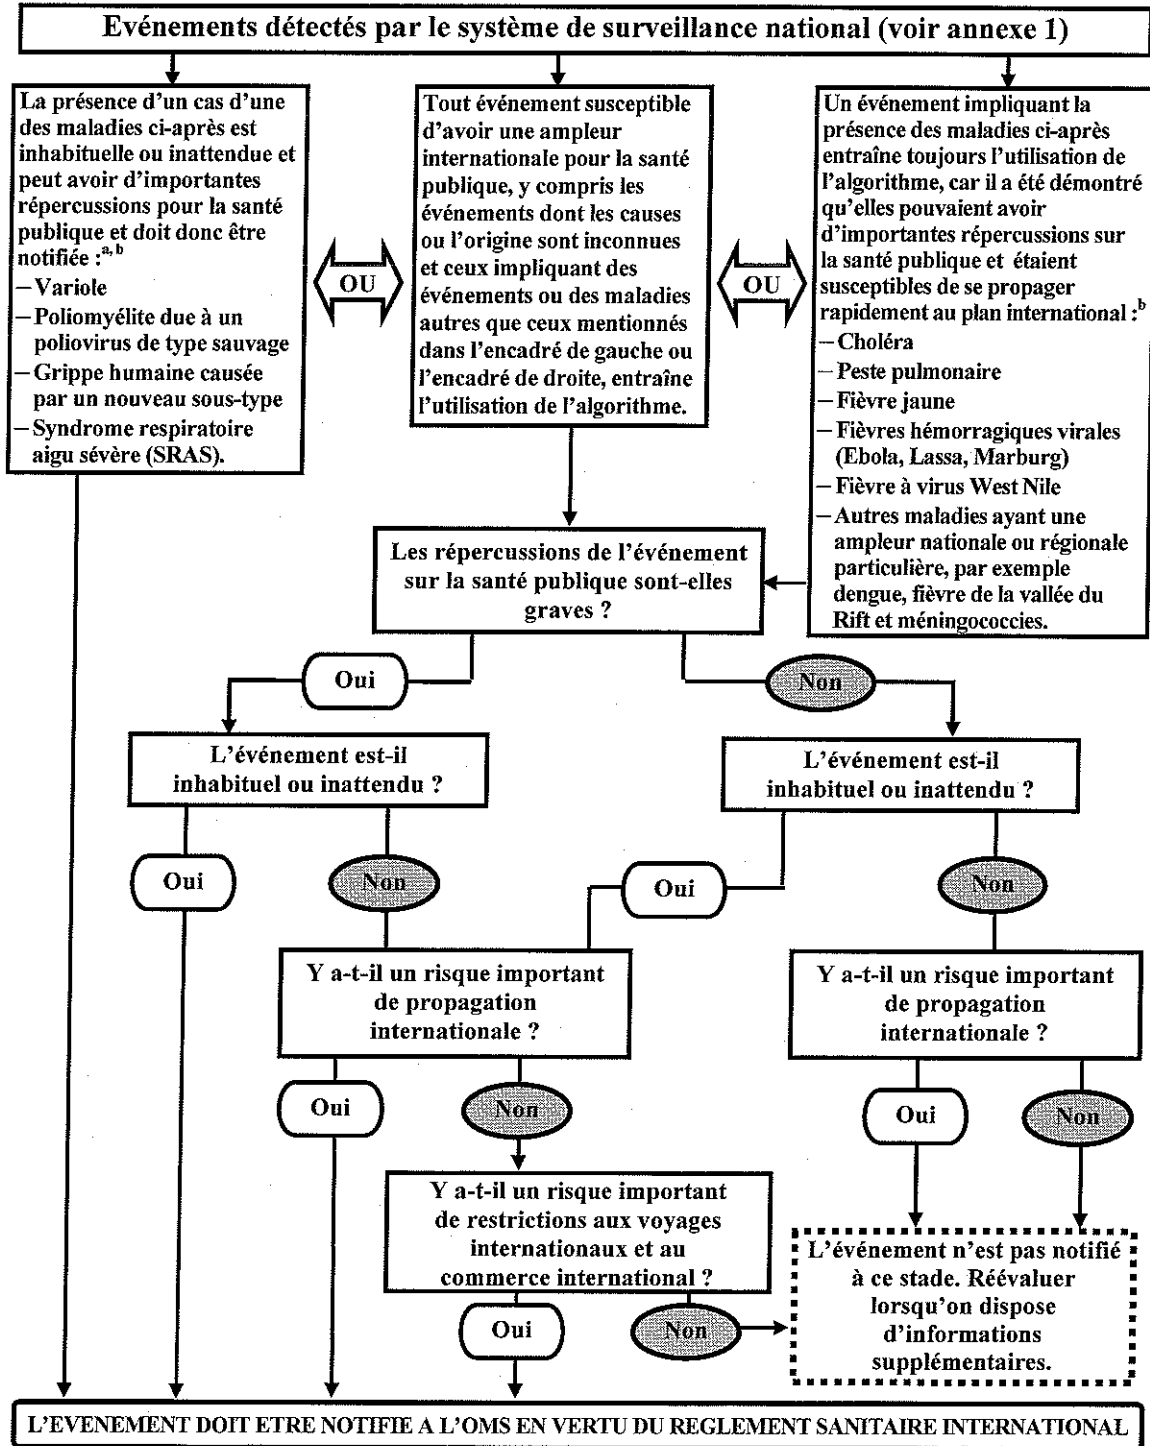 Evénements détectés par le système de surveillance national (voir annexe 1)
La présence d'un cas d'une
des maladies ci-après est
inhabituelle ou inattendue et
peut avoir d'importantes
répercussions pour la santé
publique et doit donc être
notifiée :a, b
– Variole
– Poliomyélite due à un
poliovirus de type sauvage
– Grippe humaine causée
par un nouveau sous-type
– Syndrome respiratoire
aigu sévère (SRAS).
OU
Tout événement susceptible
d'avoir une ampleur
internationale pour la santé
publique, y compris les
événements dont les causes
ou l'origine sont inconnues
et ceux impliquant des
événements ou des maladies
autres que ceux mentionnés
dans l'encadré de gauche ou
l'encadré de droite, entraîne
l'utilisation de l'algorithme.
OU
Un événement impliquant la
présence des maladies ci-après
entraîne toujours l'utilisation de
l'algorithme, car il a été démontré
qu'elles pouvaient avoir
d'importantes répercussions sur
la santé publique et étaient
susceptibles de se propager
rapidement au plan international :b
– Choléra
– Peste pulmonaire
– Fièvre jaune
– Fièvres hémorragiques virales
(Ebola, Lassa, Marburg)
– Fièvre à virus West Nile
– Autres maladies ayant une
ampleur nationale ou régionale
particulière, par exemple
dengue, fièvre de la vallée du
Rift et méningococcies.
Les répercussions de l'événement
sur la santé publique sont-elles
graves ?
Oui
Non
L'événement est-il
inhabituel ou inattendu ?
L'événement est-il
inhabituel ou inattendu ?
Oui
Non
Oui
Non
Y a-t-il un risque important
de propagation
internationale ?
Y a-t-il un risque important
de propagation
internationale ?
Oui
Non
Oui
Non
Y a-t-il un risque important
de restrictions aux voyages
internationaux et au
commerce international ?
L'événement n'est pas notifié
à ce stade. Réévaluer
lorsqu'on dispose
d'informations
supplémentaires.
Oui
Non
L'EVENEMENT DOIT ETRE NOTIFIE A L'OMS EN VERTU DU REGLEMENT SANITAIRE INTERNATIONAL